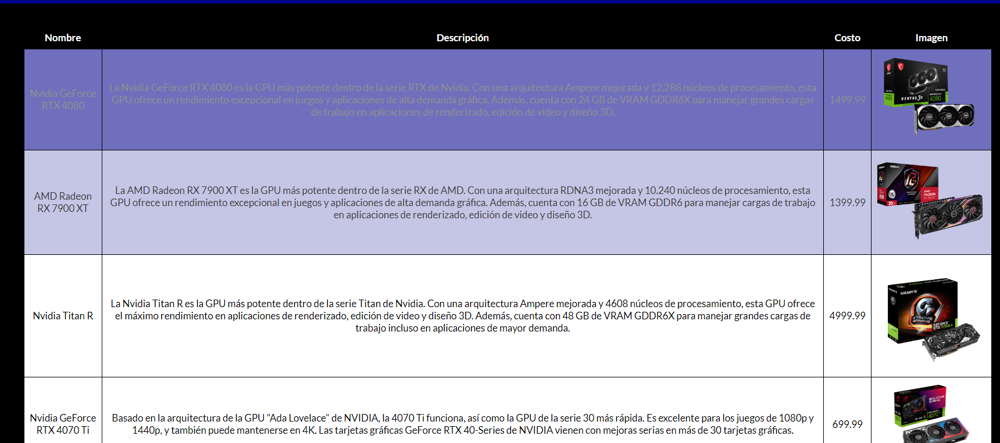 Nombre Descripción Costo Imagen
Nvidia GeForce
RTX 4080
La Nvidia GeForce RTX 4080 es la GPU más potente dentro de la serie RTX de Nvidia. Con una arquitectura Ampere mejorada y 12.288 núcleos de procesamiento, esta
GPU ofrece un rendimiento excepcional en juegos y aplicaciones de alta demanda gráfica. Además, cuenta con 24 GB de VRAM GDDR6X para manejar grandes cargas
de trabajo en aplicaciones de renderizado, edición de video y diseño 3D.
1499.99
VENTUS 3X
4080
AMD Radeon
RX 7900 XT
La AMD Radeon RX 7900 XT es la GPU más potente dentro de la serie RX de AMD. Con una arquitectura RDNA3 mejorada y 10.240 núcleos de procesamiento, esta
GPU ofrece un rendimiento excepcional en juegos y aplicaciones de alta demanda gráfica. Además, cuenta con 16 GB de VRAM GDDR6 para manejar cargas de trabajo
en aplicaciones de renderizado, edición de video y diseño 3D.
1399.99
AMD
RADEON
Nvidia Titan R
La Nvidia Titan R es la GPU más potente dentro de la serie Titan de Nvidia. Con una arquitectura Ampere mejorada y 4608 núcleos de procesamiento, esta GPU ofrece
el máximo rendimiento en aplicaciones de renderizado, edición de video y diseño 3D. Además, cuenta con 48 GB de VRAM GDDR6X para manejar grandes cargas de
trabajo incluso en aplicaciones de mayor demanda.
4999.99
GIGABYTE
XTREME
GAMING
GEFORCE
GTX TITAN X
Nvidia GeForce
RTX 4070 Ti
Basado en la arquitectura de la GPU "Ada Lovelace" de NVIDIA, la 4070 Ti funciona, así como la GPU de la serie 30 más rápida. Es excelente para los juegos de 1080p y
1440p, y también puede mantenerse en 4K. Las tarjetas gráficas GeForce RTX 40-Series de NVIDIA vienen con mejoras serias en más de 30 tarjetas gráficas.
699.99